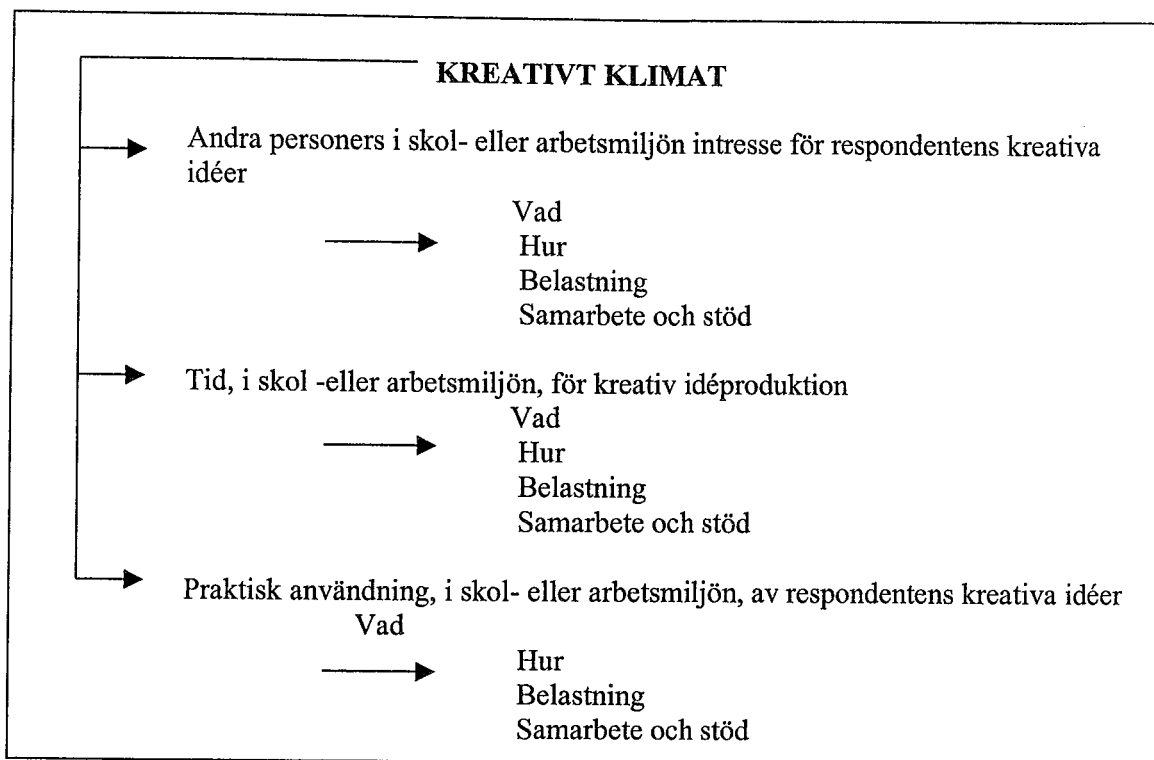 KREATIVT KLIMAT
Andra personers i skol- eller arbetsmiljön intresse för respondentens kreativa
idéer
Vad
Hur
Belastning
Samarbete och stöd
Tid, i skol -eller arbetsmiljön, för kreativ idéproduktion
Vad
Hur
Belastning
Samarbete och stöd
Praktisk användning, i skol- eller arbetsmiljön, av respondentens kreativa idéer
Vad
Hur
Belastning
Samarbete och stöd